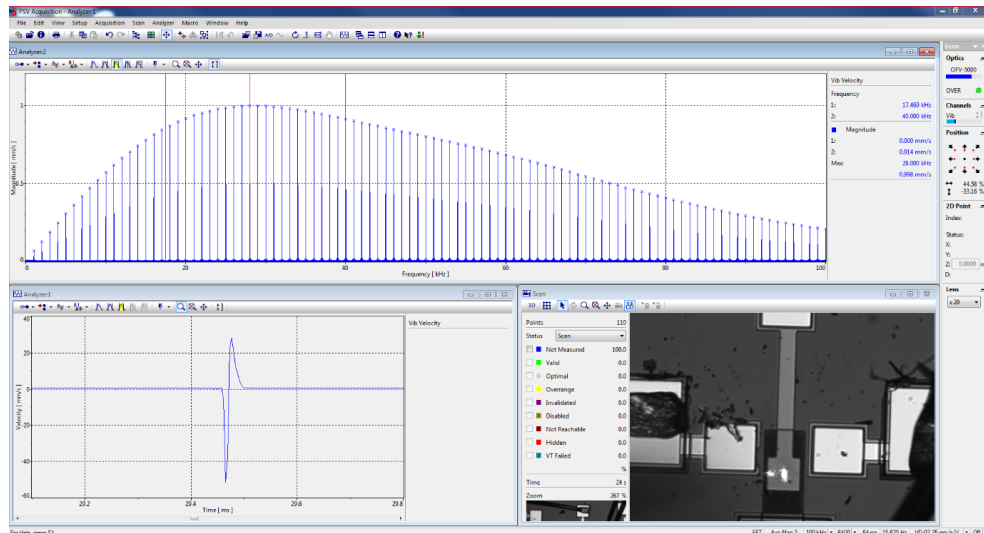 PSV Acquisition - Analyzer:1
File Edit View Setup Acquisition Scan Analyzer Macro Window Help
Analyzer:2
Magnitude [ mm/s ]
1
0.5
0
0 20 40 60 80 100
Frequency [ kHz ]
Vib Velocity
Frequency
1: 17.469 kHz
2: 40.000 kHz
Magnitude
1: 0.000 mm/s
2: 0.914 mm/s
Max: 28.000 kHz
0.998 mm/s
Optics
OFV-5000
OVER
Channels
Vib
Position
44.58 %
-33.16 %
2D Point
Index:
Status:
X:
Y:
Z: 0.0000
D:
Lens
x 20
Analyzer:1
Velocity [ mm/s ]
40
20
0
-20
-40
-60
29.2 29.4 29.6 29.8
Time [ ms ]
Vib Velocity
Scan
3D
Points 110
Status Scan
Not Measured 100.0
Valid 0.0
Optimal 0.0
Overrange 0.0
Invalidated 0.0
Disabled 0.0
Not Reachable 0.0
Hidden 0.0
VT Failed 0.0
%
Time 24 s
Zoom 267 %